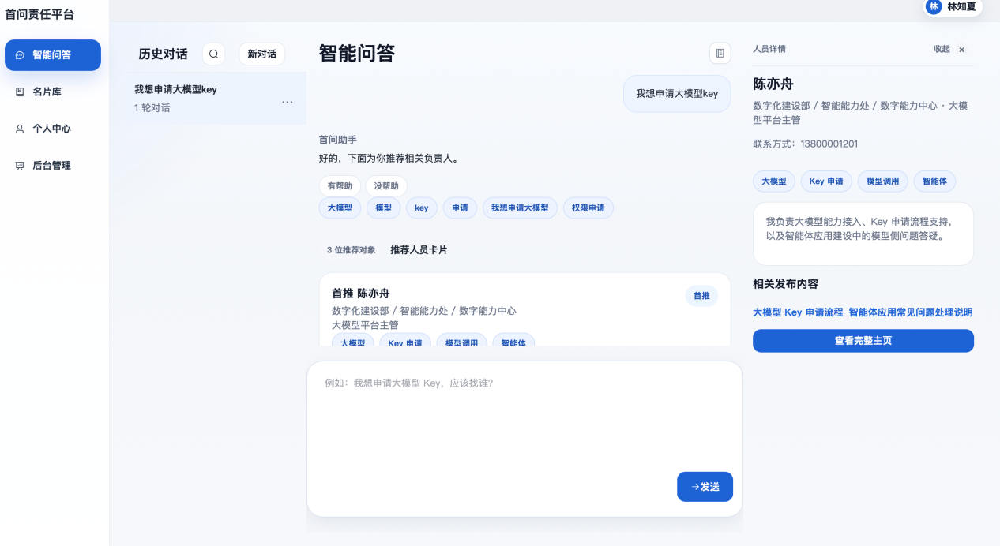 首问责任平台
智能问答
名片库
个人中心
后台管理
林 林知夏
历史对话
新对话
我想申请大模型key
1 轮对话
...
智能问答
我想申请大模型key
首问助手
好的，下面为你推荐相关负责人。
有帮助 没帮助
大模型 模型 key 申请 我想申请大模型 权限申请
3 位推荐对象 推荐人员卡片
首推 陈亦舟
首推
数字化建设部 / 智能能力处 / 数字能力中心
大模型平台主管
大模型 Key 申请 模型调用 智能体
例如：我想申请大模型 Key，应该找谁?
→发送
人员详情
收起 ×
陈亦舟
数字化建设部 / 智能能力处 / 数字能力中心 · 大模
型平台主管
联系方式：13800001201
大模型 Key 申请 模型调用 智能体
我负责大模型能力接入、Key 申请流程支持，
以及智能体应用建设中的模型侧问题答疑。
相关发布内容
大模型 Key 申请流程 智能体应用常见问题处理说明
查看完整主页